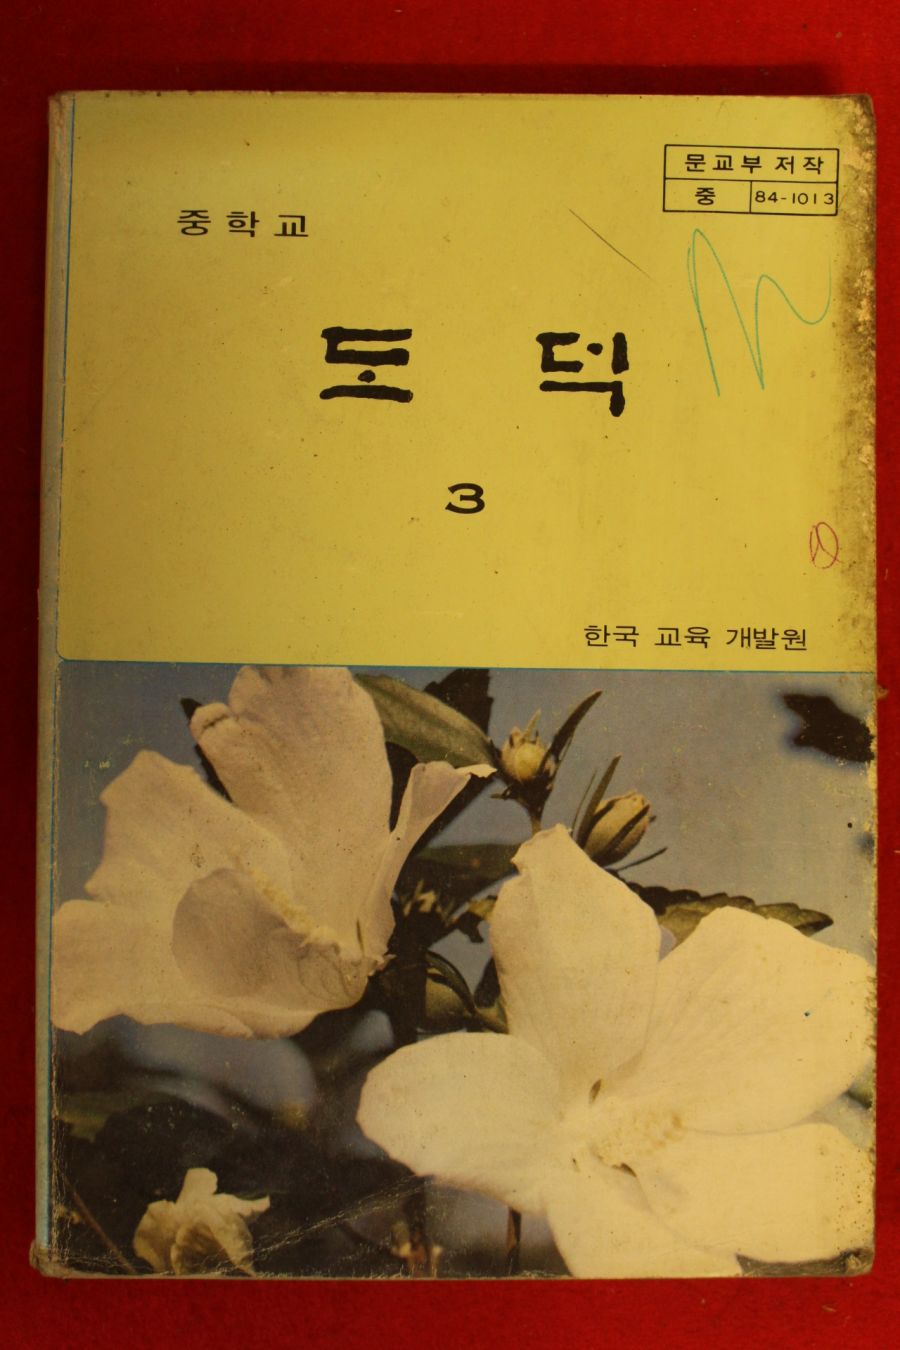 문교부 저작
중 84-1013
중학교
도덕
3
한국 교육 개발원